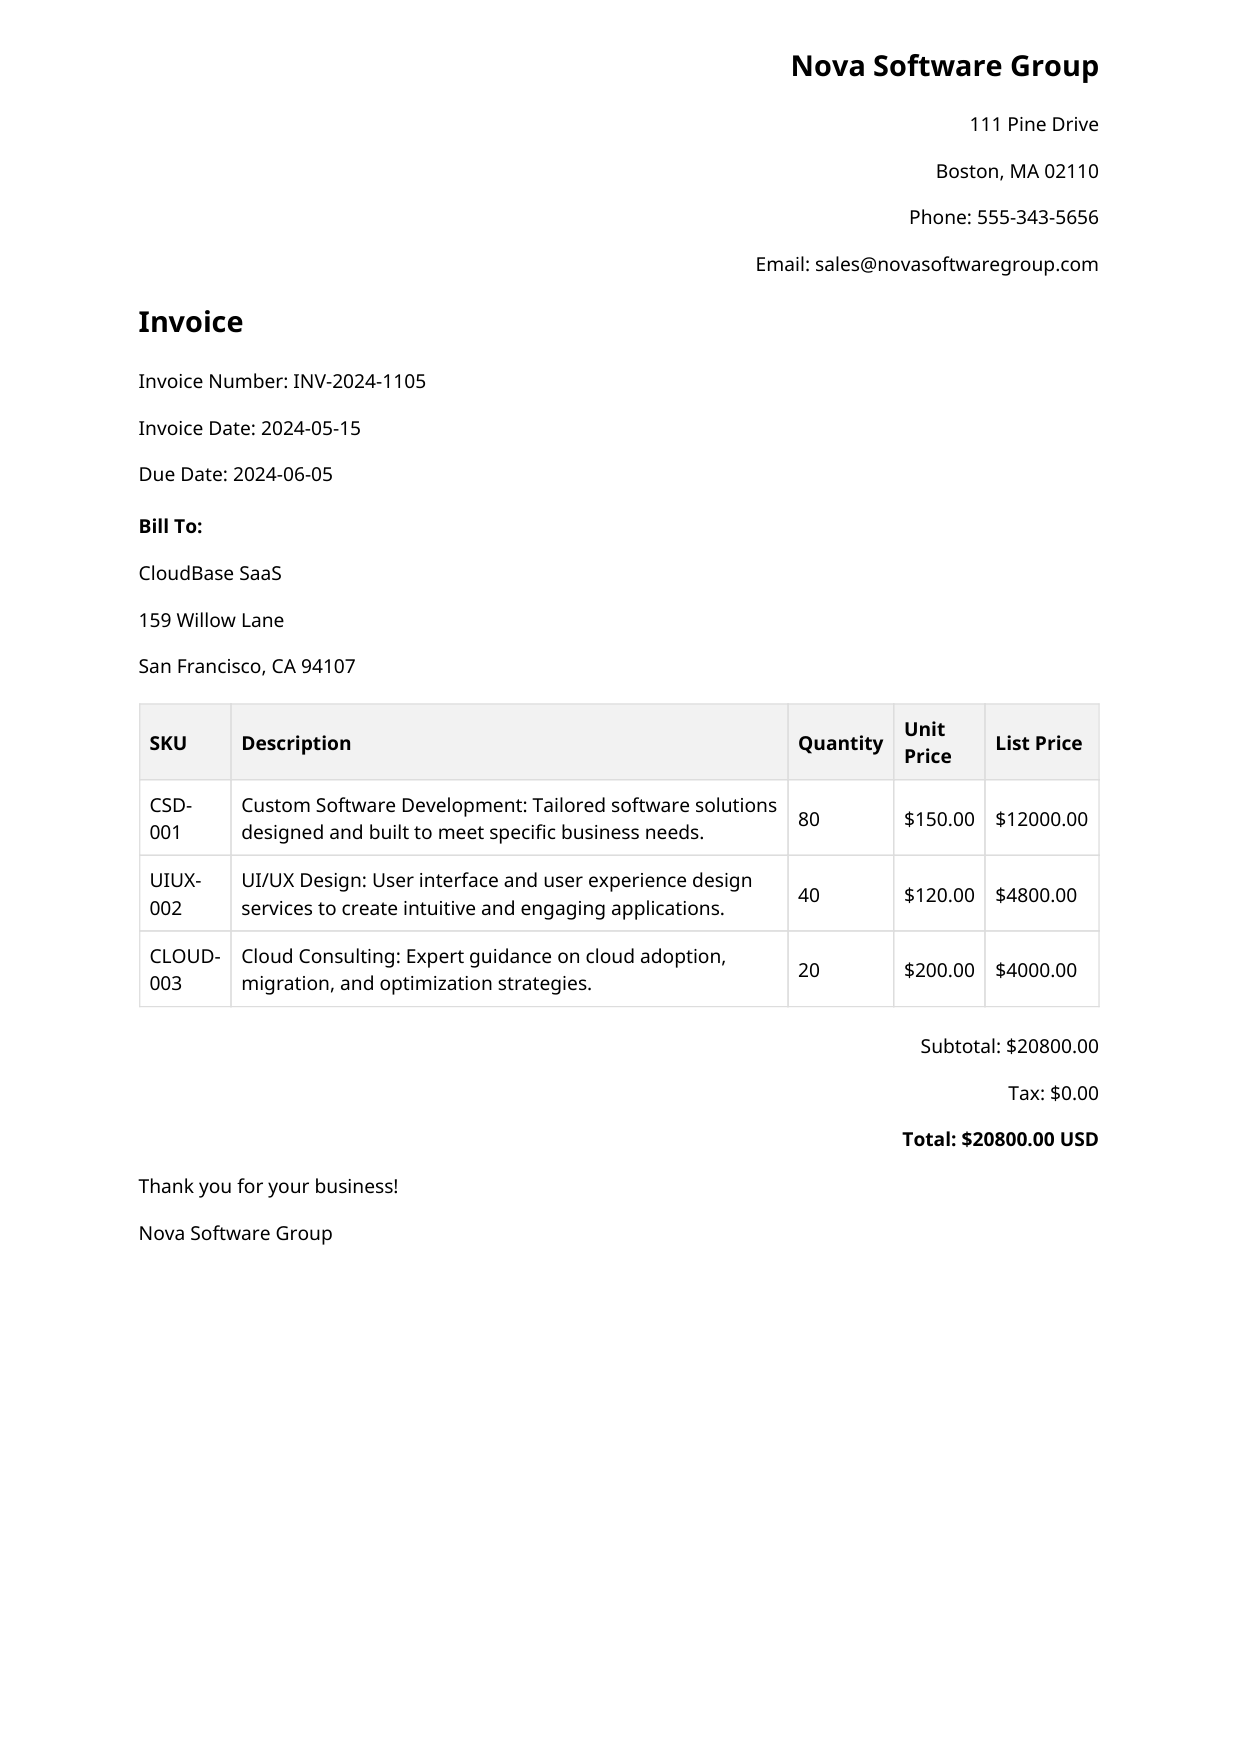 Nova Software Group
111 Pine Drive
Boston, MA 02110
Phone: 555-343-5656
Email: sales@novasoftwaregroup.com
Invoice
Invoice Number: INV-2024-1105
Invoice Date: 2024-05-15
Due Date: 2024-06-05
Bill To:
CloudBase SaaS
159 Willow Lane
San Francisco, CA 94107
SKU Description Quantity Unit Price List Price
CSD-001 Custom Software Development: Tailored software solutions designed and built to meet specific business needs. 80 $150.00 $12000.00
UIUX-002 UI/UX Design: User interface and user experience design services to create intuitive and engaging applications. 40 $120.00 $4800.00
CLOUD-003 Cloud Consulting: Expert guidance on cloud adoption, migration, and optimization strategies. 20 $200.00 $4000.00
Subtotal: $20800.00
Tax: $0.00
Total: $20800.00 USD
Thank you for your business!
Nova Software Group